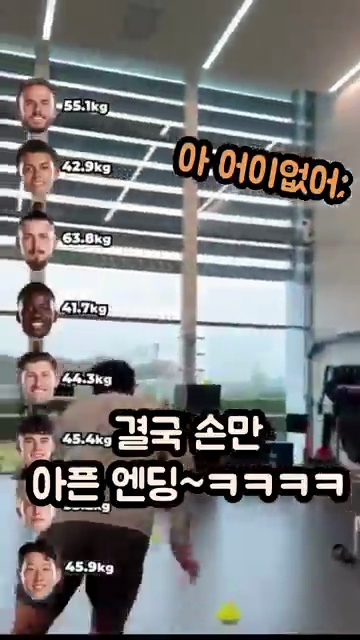 55.1kg
아 어이없어;
42.9kg
63.8kg
41.7kg
44.3kg
결국 손만
45.4kg
아픈 엔딩~ㅋㅋㅋㅋ
45.9kg